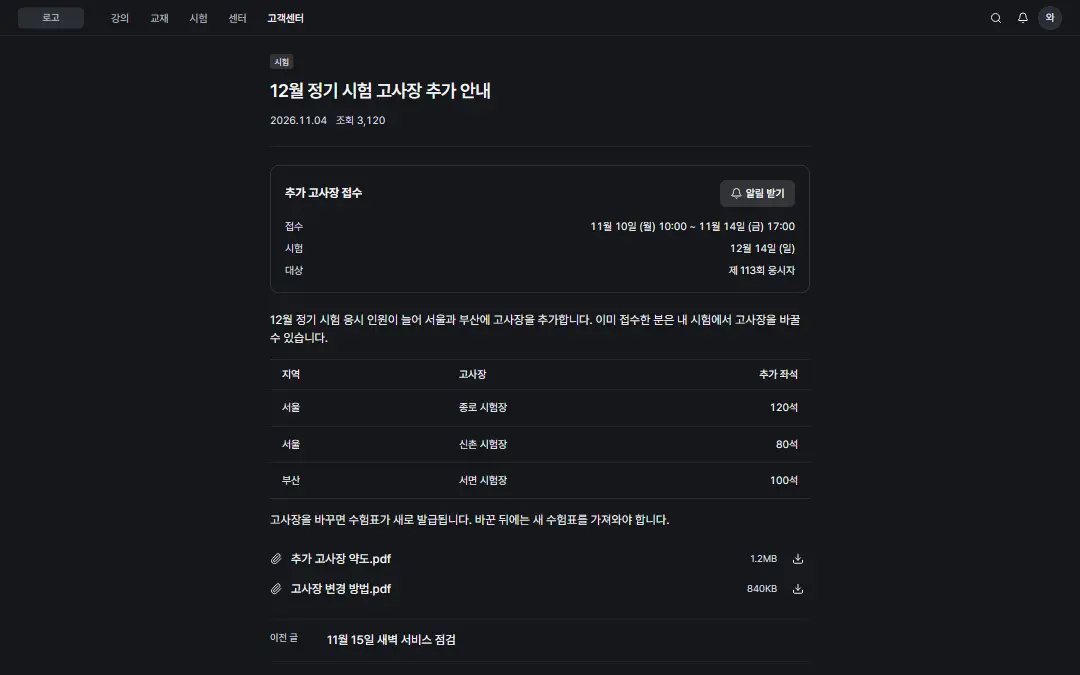 로고 강의 교재 시험 센터 고객센터 와
시험
12월 정기 시험 고사장 추가 안내
2026.11.04 조회 3,120
추가 고사장 접수 알림 받기
접수 11월 10일 (월) 10:00 ~ 11월 14일 (금) 17:00
시험 12월 14일 (일)
대상 제 113회 응시자
12월 정기 시험 응시 인원이 늘어 서울과 부산에 고사장을 추가합니다. 이미 접수한 분은 내 시험에서 고사장을 바꿀
수 있습니다.
지역 고사장 추가 좌석
서울 종로 시험장 120석
서울 신촌 시험장 80석
부산 서면 시험장 100석
고사장을 바꾸면 수험표가 새로 발급됩니다. 바꾼 뒤에는 새 수험표를 가져와야 합니다.
추가 고사장 약도.pdf 1.2MB
고사장 변경 방법.pdf 840KB
이전 글 11월 15일 새벽 서비스 점검